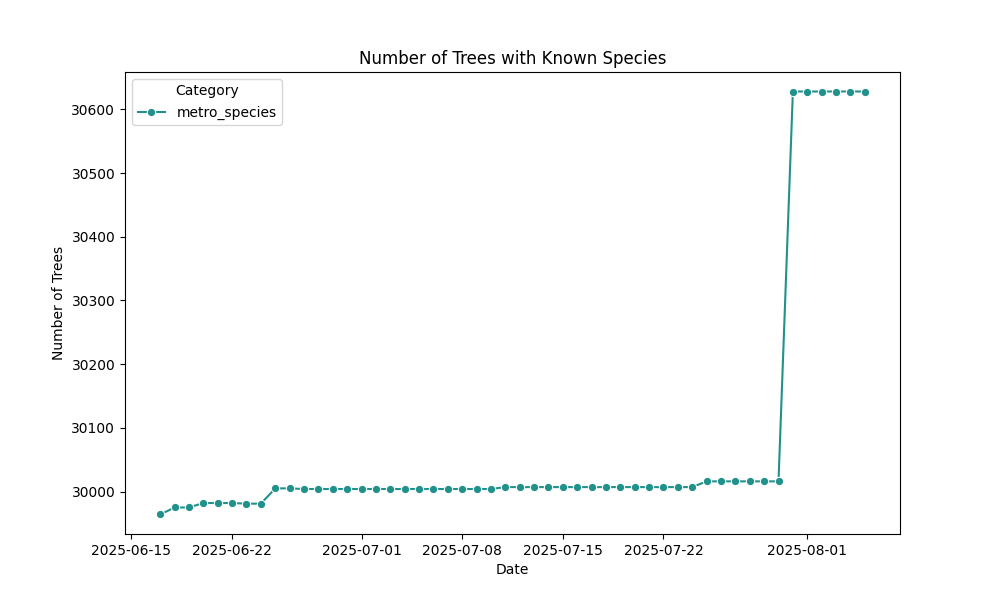 Number of Trees with Known Species
Category
metro_species
30600
30500
30400
30300
30200
30100
30000
Number of Trees
2025-06-15 2025-06-22 2025-07-01 2025-07-08 2025-07-15 2025-07-22 2025-08-01
Date